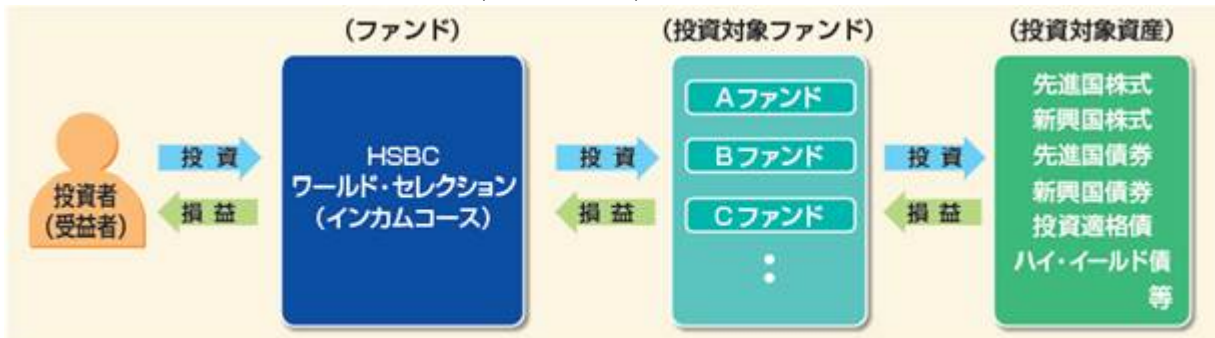 (ファンド)
(投資対象ファンド)
(投資対象資産)
投資者
(受益者)
投資
損益
HSBC
ワールド・セレクション
(インカムコース)
投資
損益
Aファンド
Bファンド
Cファンド
:
投資
損益
先進国株式
新興国株式
先進国債券
新興国債券
投資適格債
ハイ・イールド債
等